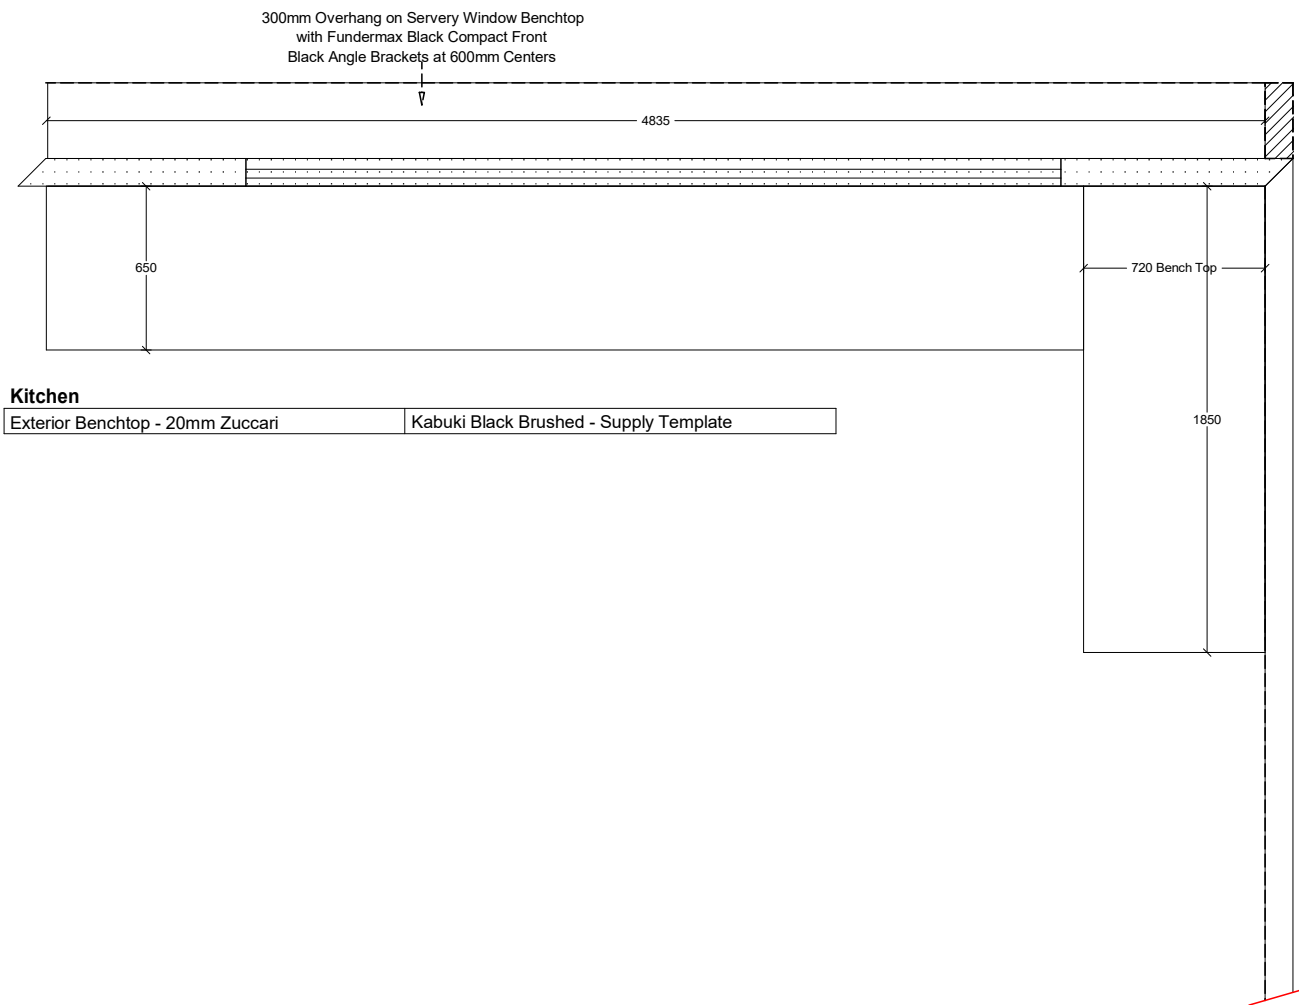 300mm Overhang on Servery Window Benchtop
with Fundermax Black Compact Front
Black Angle Brackets at 600mm Centers
4835
650
720 Bench Top
1850
Kitchen
Exterior Benchtop - 20mm Zuccari
Kabuki Black Brushed - Supply Template